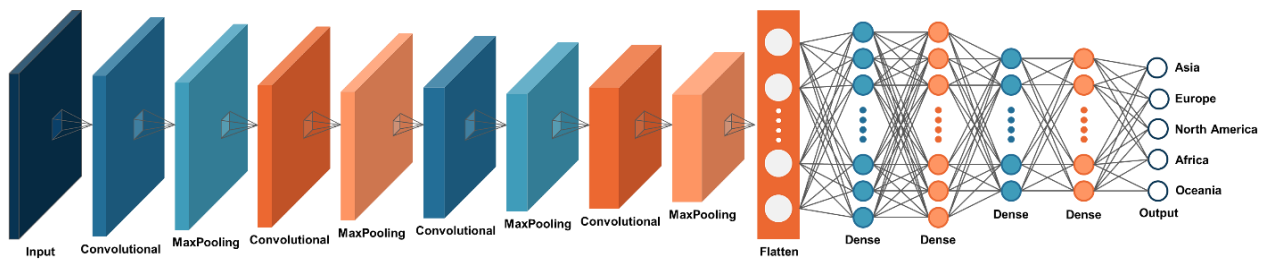 Input
Convolutional
MaxPooling
Convolutional
MaxPooling
Convolutional
MaxPooling
Convolutional
MaxPooling
Flatten
Dense
Dense
Dense
Dense
Output
Asia
Europe
North America
Africa
Oceania